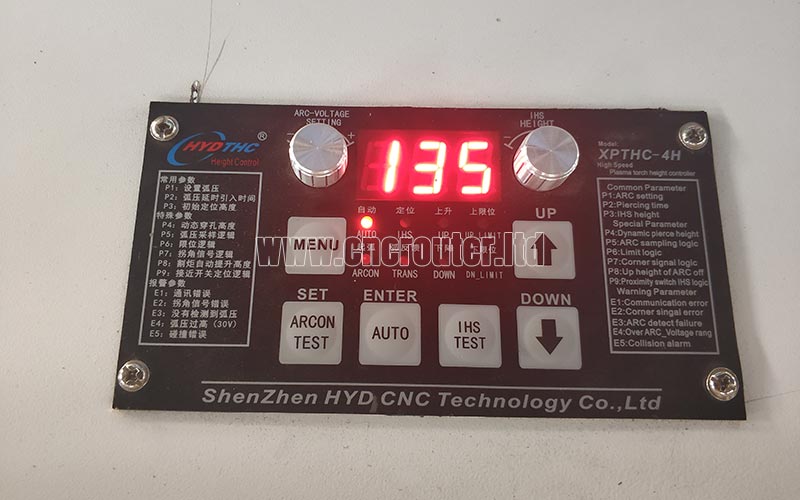 ARC-VOLTAGE
SETTING
- +
IHS
HEIGHT
- +
HYDTHC®
Height Control
135
Model:
XPTHC-4H
High Speed
Plasma torch height controller
常用参数
P1: 设置弧压
P2: 弧压延时引入时间
P3: 初始定位高度
特殊参数
P4: 动态穿孔高度
P5: 弧压采样逻辑
P6: 限位逻辑
P7: 拐角信号逻辑
P8: 割炬自动提升高度
P9: 接近开关定位逻辑
报警参数
E1: 通讯错误
E2: 拐角信号错误
E3: 没有检测到弧压
E4: 弧压过高 (30V)
E5: 碰撞错误
自动 定位 上升 上限位
AUTO IHS UP UP_LIMIT
ARCON TRANS DOWN DN_LIMIT
MENU
UP
SET
ARCON
TEST
ENTER
AUTO
IHS
TEST
DOWN
Common Parameter
P1:ARC setting
P2:Piercing time
P3:IHS height
Special Parameter
P4:Dynamic pierce height
P5:ARC sampling logic
P6:Limit logic
P7:Corner signal logic
P8:Up height of ARC off
P9:Proximity switch IHS logic
Warning Parameter
E1:Communication error
E2:Corner singal error
E3:ARC detect failure
E4:Over ARC_Voltage rang
E5:Collision alarm
www.cncrouter.ltd
ShenZhen HYD CNC Technology Co.,Ltd